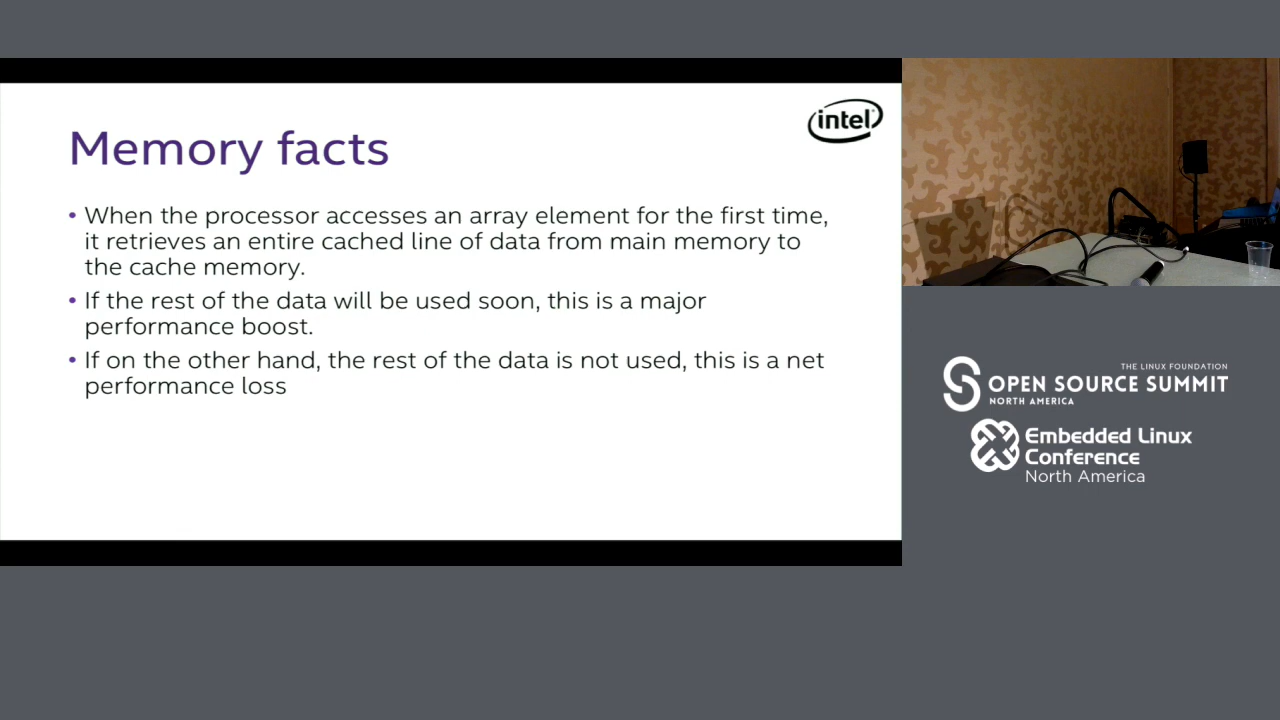 intel
Memory facts
• When the processor accesses an array element for the first time,
it retrieves an entire cached line of data from main memory to
the cache memory.
• If the rest of the data will be used soon, this is a major
performance boost.
• If on the other hand, the rest of the data is not used, this is a net
performance loss
THE LINUX FOUNDATION
OPEN SOURCE SUMMIT
NORTH AMERICA
Embedded Linux
Conference
North America